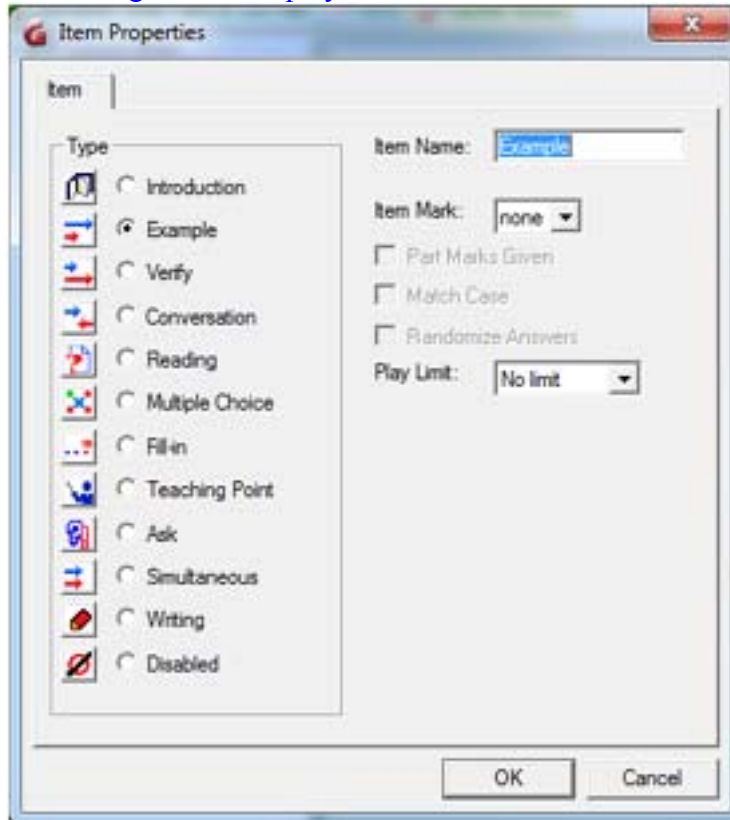 Item Properties
Item
Type
Introduction
Example
Verify
Conversation
Reading
Multiple Choice
Fill-in
Teaching Point
Ask
Simultaneous
Writing
Disabled
Item Name: Example
Item Mark: none
Part Marks Given
Match Case
Randomize Answers
Play Limit: No limit
OK Cancel